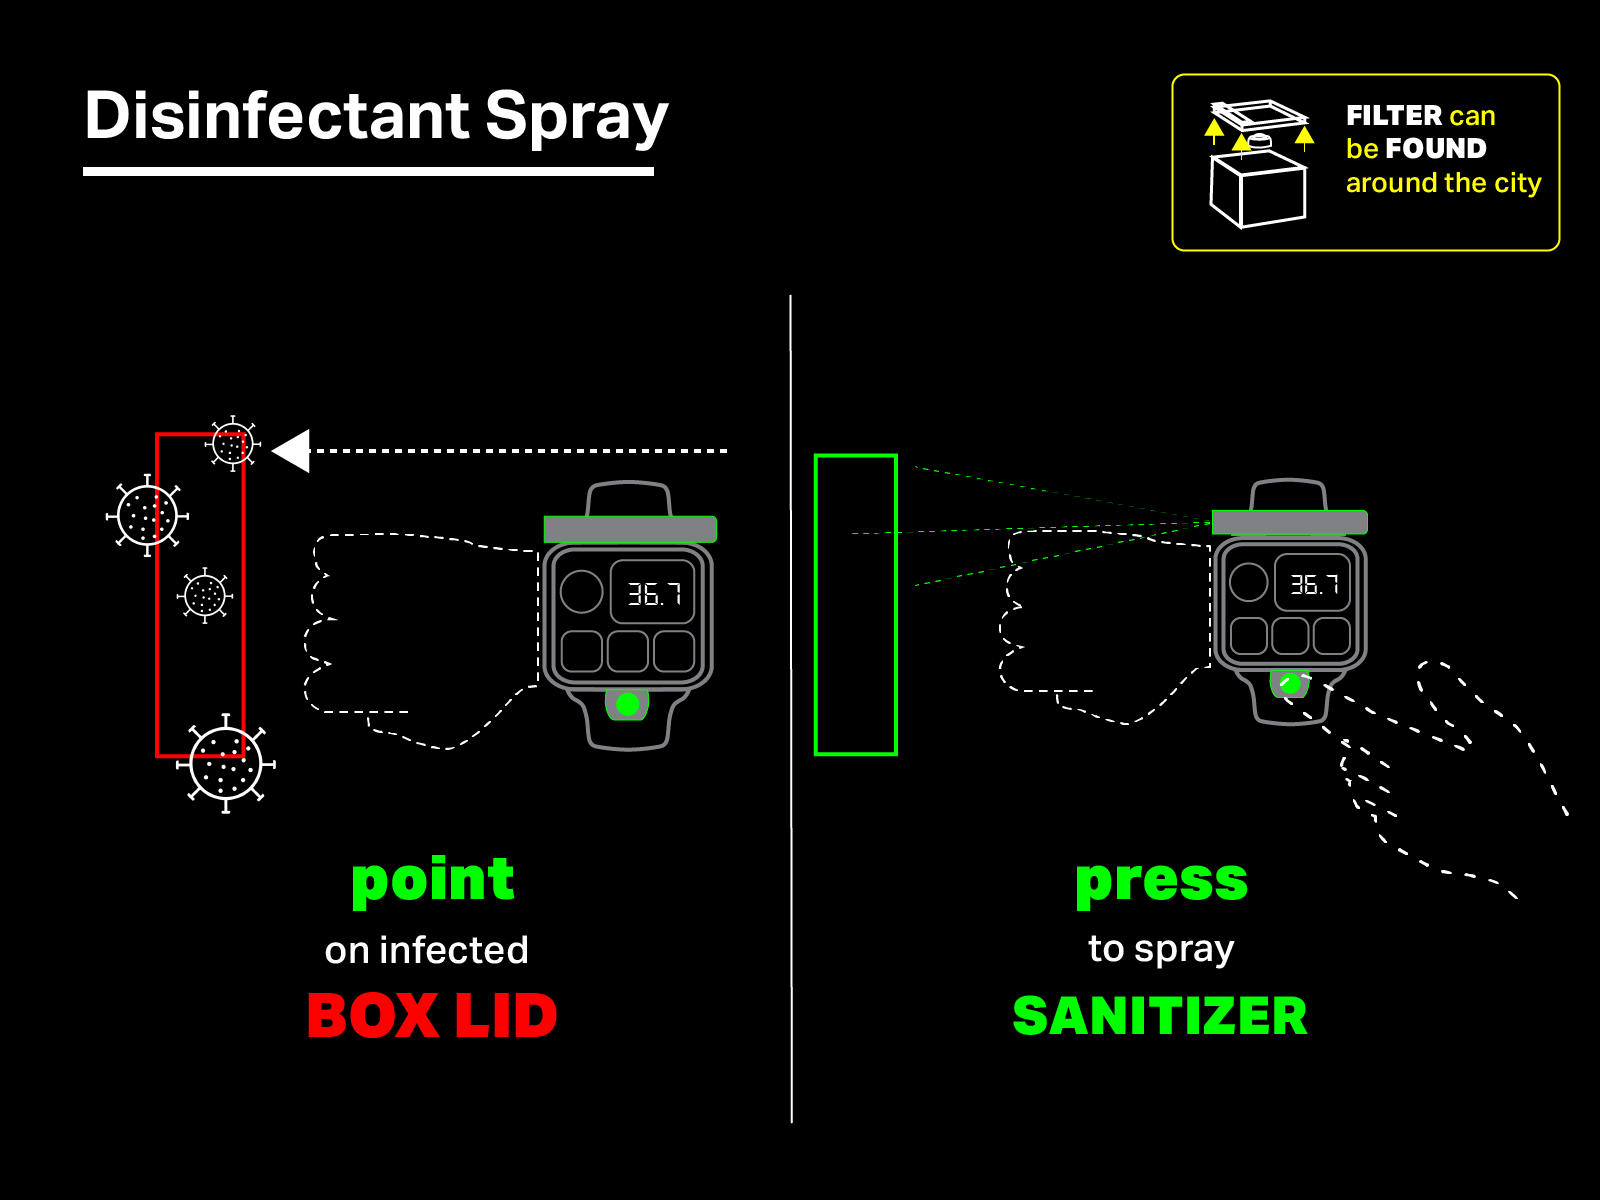 Disinfectant Spray
FILTER can
be FOUND
around the city
36.7
point
on infected
BOX LID
36.7
press
to spray
SANITIZER